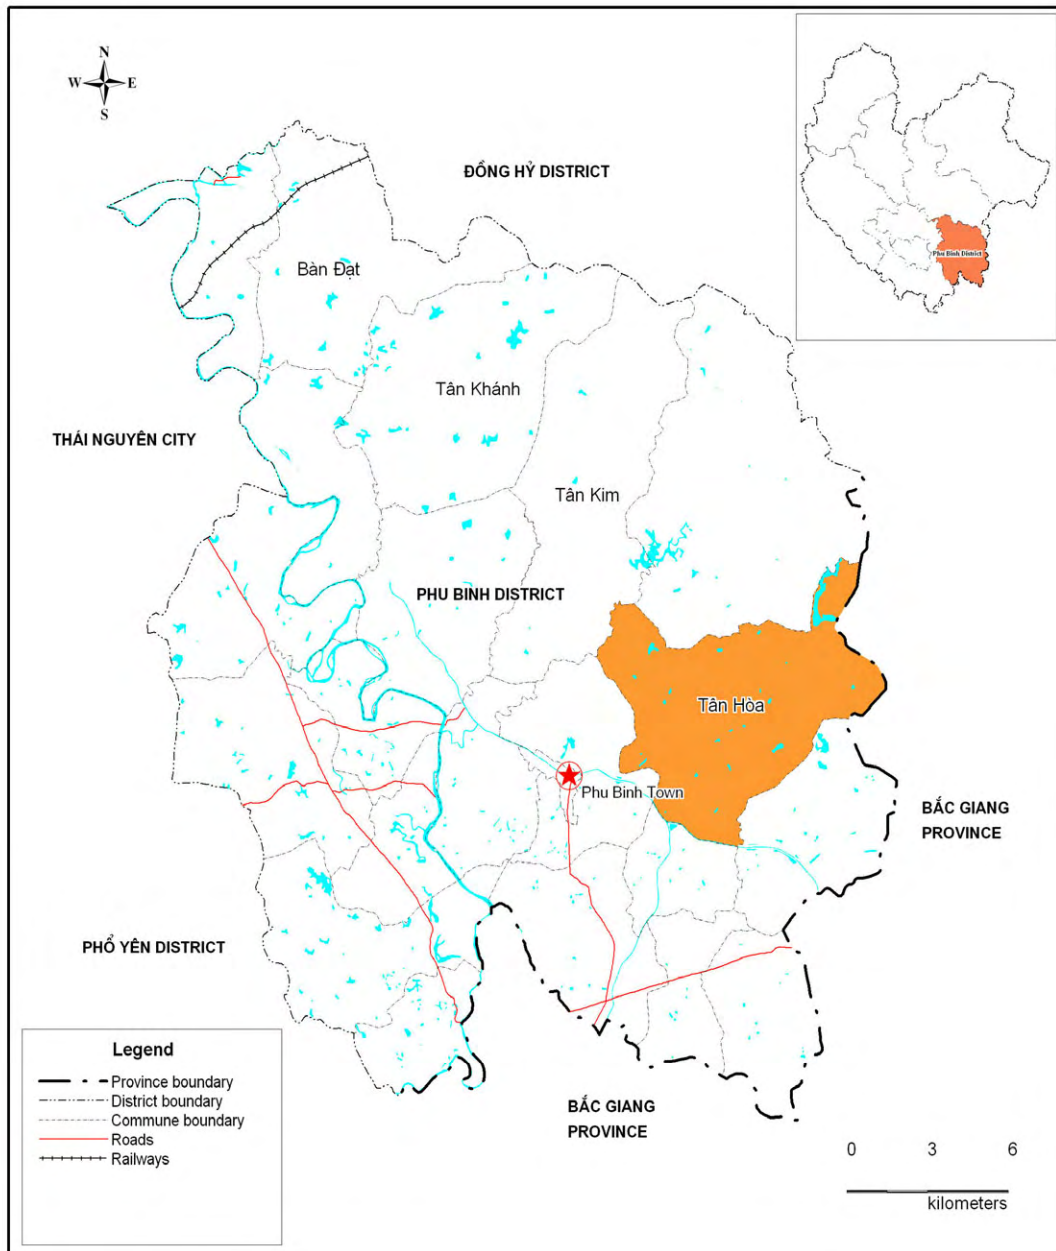 N
W E
S
ĐỒNG HỶ DISTRICT
Phu Binh District
Bàn Đạt
Tân Khánh
THÁI NGUYÊN CITY
Tân Kim
PHU BINH DISTRICT
Tân Hòa
Phu Binh Town
BẮC GIANG
PROVINCE
PHỔ YÊN DISTRICT
Legend
Province boundary
District boundary
Commune boundary
Roads
Railways
BẮC GIANG
PROVINCE
0 3 6
kilometers